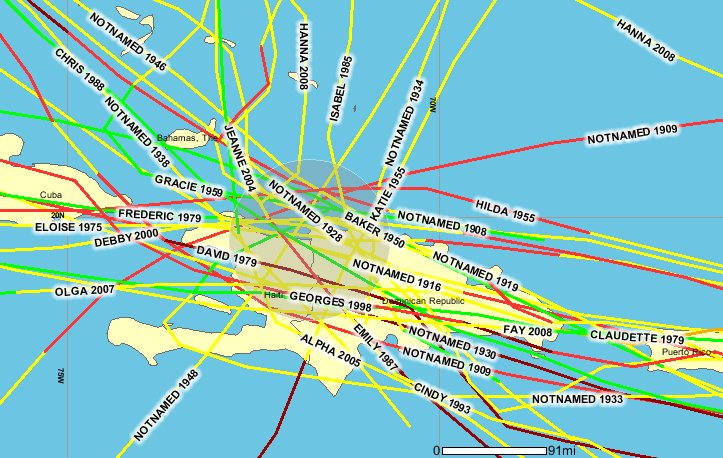 NOTNAMED 1946
HANNA 2008
HANNA 2008
CHRIS 1988
ISABEL 1985
NOTNAMED 1934
70N
NOTNAMED 1938
Bahamas, The
JEANNE 2004
NOTNAMED 1909
GRACIE 1959
KATIE 1955
Cuba
20N
FREDERIC 1979
NOTNAMED 1928
BAKER 1950
HILDA 1955
NOTNAMED 1908
ELOISE 1975
DEBBY 2000
DAVID 1979
NOTNAMED 1916
NOTNAMED 1919
OLGA 2007
Haiti
GEORGES 1998
Dominican Republic
FAY 2008
CLAUDETTE 1979
EMILY 1987
NOTNAMED 1930
ALPHA 2005
NOTNAMED 1909
Puerto Rico
75W
NOTNAMED 1948
CINDY 1993
NOTNAMED 1933
0 91mi